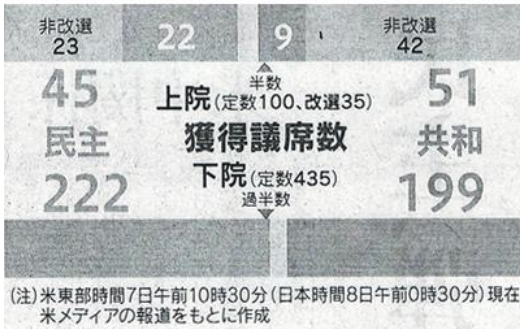 非改選
23
22
9
非改選
42
45
半数
上院(定数100、改選35)
51
民主
獲得議席数
共和
222
下院(定数435)
過半数
199
(注)米東部時間7日午前10時30分(日本時間8日午前0時30分)現在
米メディアの報道をもとに作成